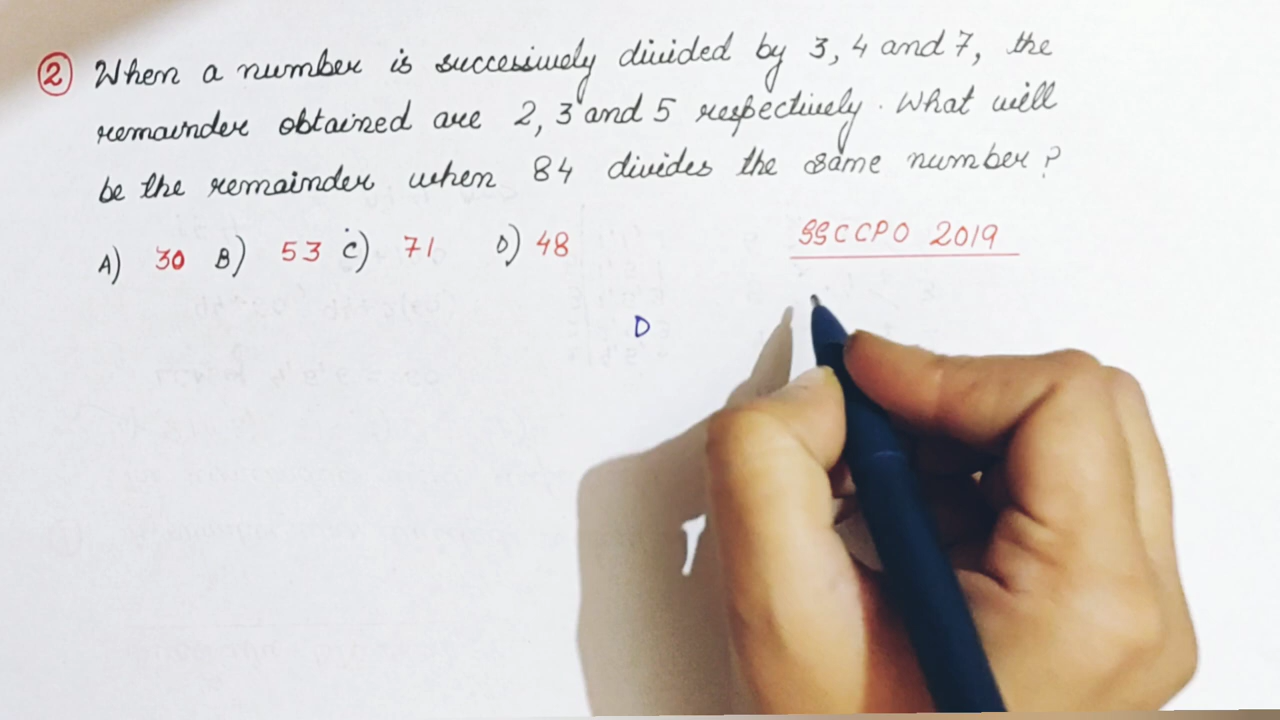 2 When a number is successively divided by 3, 4 and 7, the
remainder obtained are 2, 3 and 5 respectively. What will
be the remainder when 84 divides the same number?
A) 30 B) 53 C) 71 D) 48
SSCCPO 2019
D